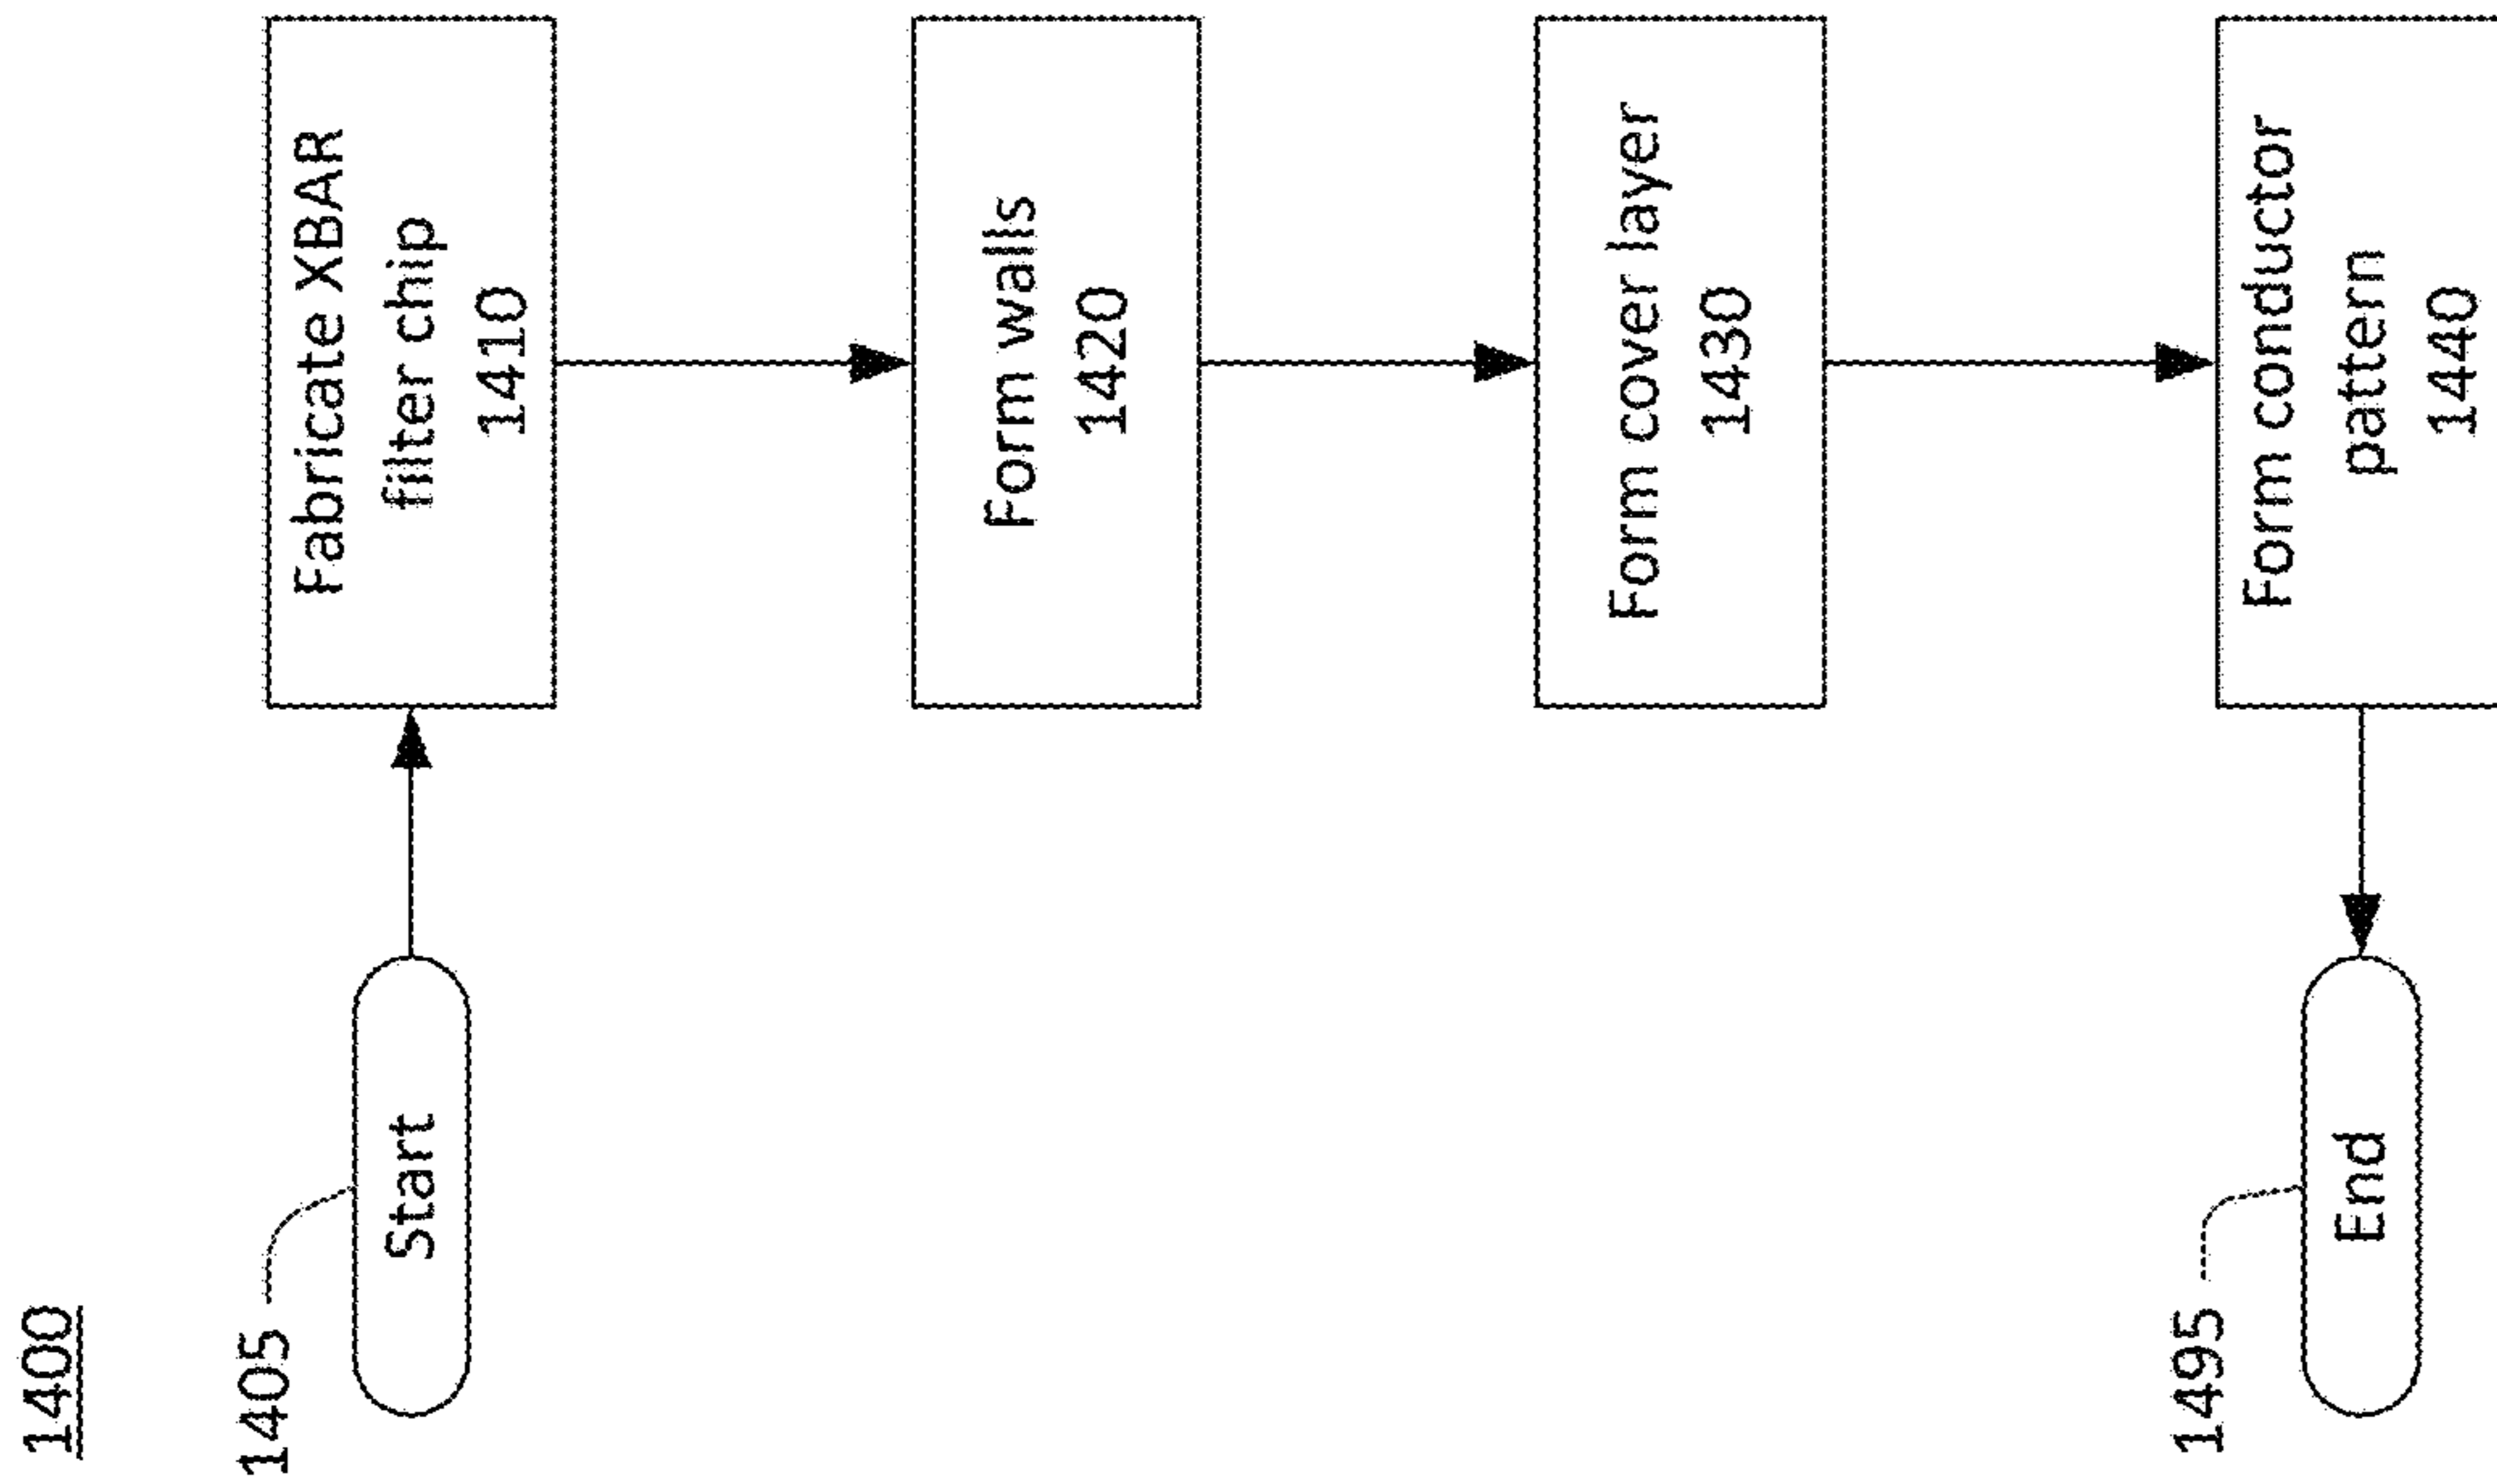 1400
1405
Start
Fabricate XBAR
filter chip
1410
Form walls
1420
Form cover layer
1430
Form conductor
pattern
1440
1495
End